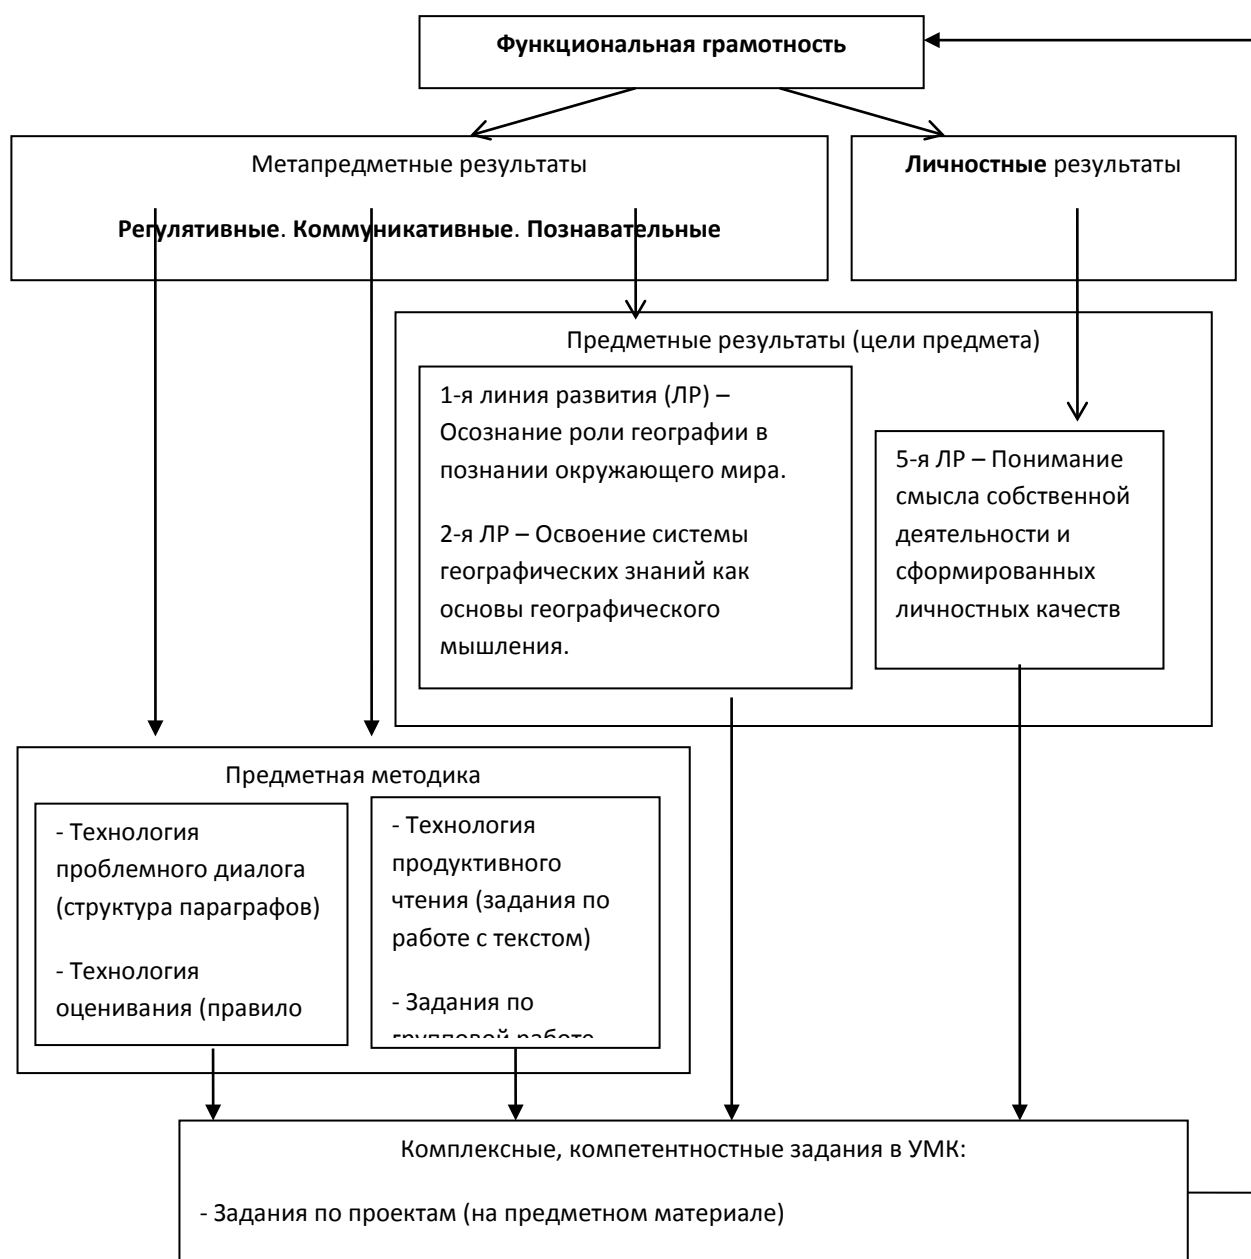 Функциональная грамотность
Метапредметные результаты
Регулятивные. Коммуникативные. Познавательные
Личностные результаты
Предметные результаты (цели предмета)
1-я линия развития (ЛР) –
Осознание роли географии в
познании окружающего мира.
2-я ЛР – Освоение системы
географических знаний как
основы географического
мышления.
5-я ЛР – Понимание
смысла собственной
деятельности и
сформированных
личностных качеств
Предметная методика
- Технология
проблемного диалога
(структура параграфов)
- Технология
оценивания (правило
- Технология
продуктивного
чтения (задания по
работе с текстом)
- Задания по
групповой работе
Комплексные, компетентностные задания в УМК:
- Задания по проектам (на предметном материале)